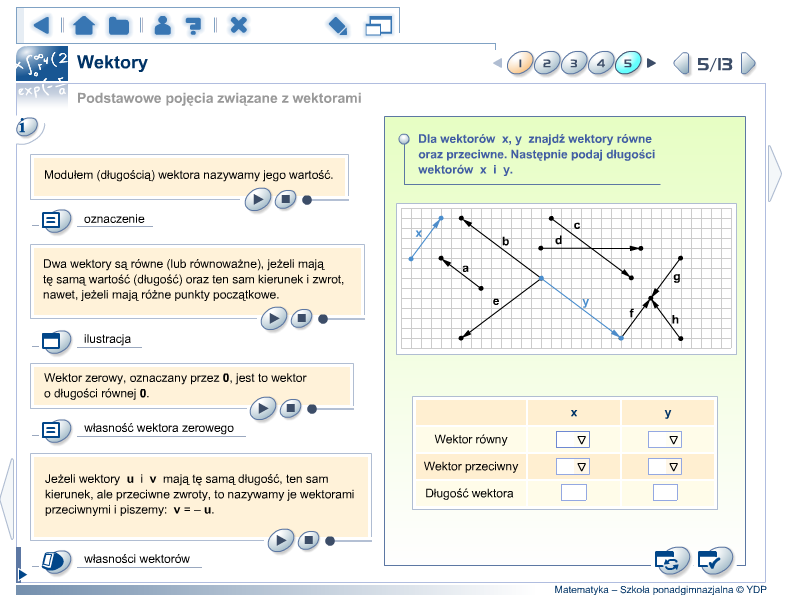 Wektory
1 2 3 4 5
5/13
Podstawowe pojęcia związane z wektorami
i
Modułem (długością) wektora nazywamy jego wartość.
oznaczenie
Dwa wektory są równe (lub równoważne), jeżeli mają
tę samą wartość (długość) oraz ten sam kierunek i zwrot,
nawet, jeżeli mają różne punkty początkowe.
ilustracja
Wektor zerowy, oznaczany przez 0, jest to wektor
o długości równej 0.
własność wektora zerowego
Jeżeli wektory u i v mają tę samą długość, ten sam
kierunek, ale przeciwne zwroty, to nazywamy je wektorami
przeciwnymi i piszemy: v = – u.
własności wektorów
Dla wektorów x, y znajdź wektory równe
oraz przeciwne. Następnie podaj długości
wektorów x i y.
x
b
c
d
a
e
y
g
f
h
x y
Wektor równy
Wektor przeciwny
Długość wektora
Matematyka – Szkoła ponadgimnazjalna © YDP